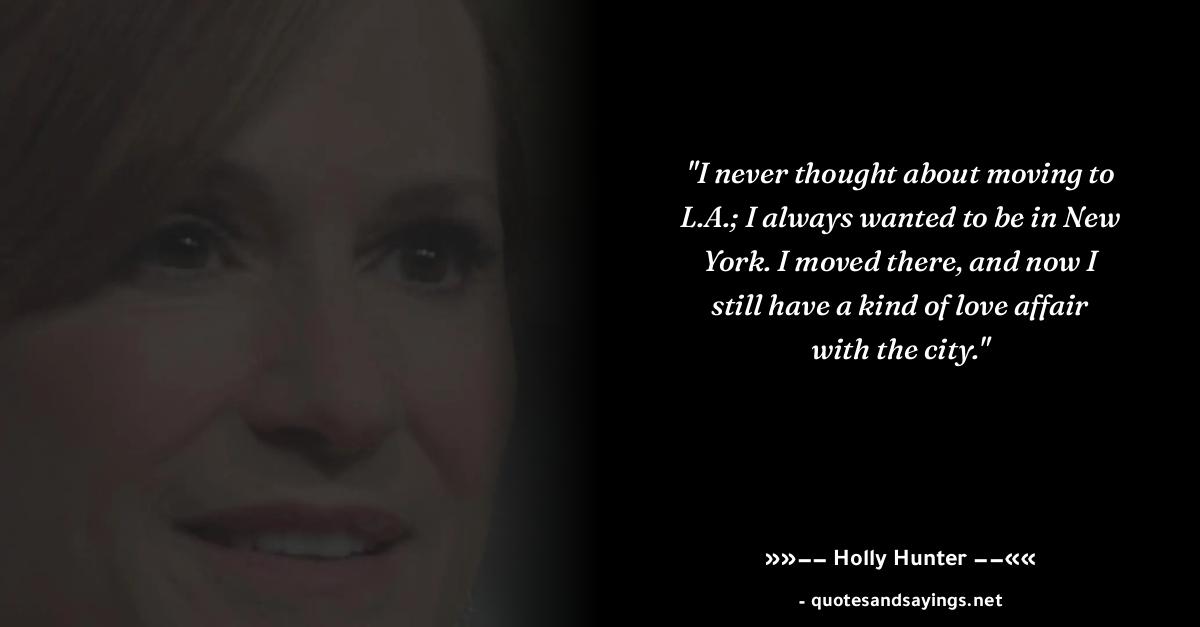 "I never thought about moving to
L.A.; I always wanted to be in New
York. I moved there, and now I
still have a kind of love affair
with the city."
»»−− Holly Hunter −−««
- quotesandsayings.net